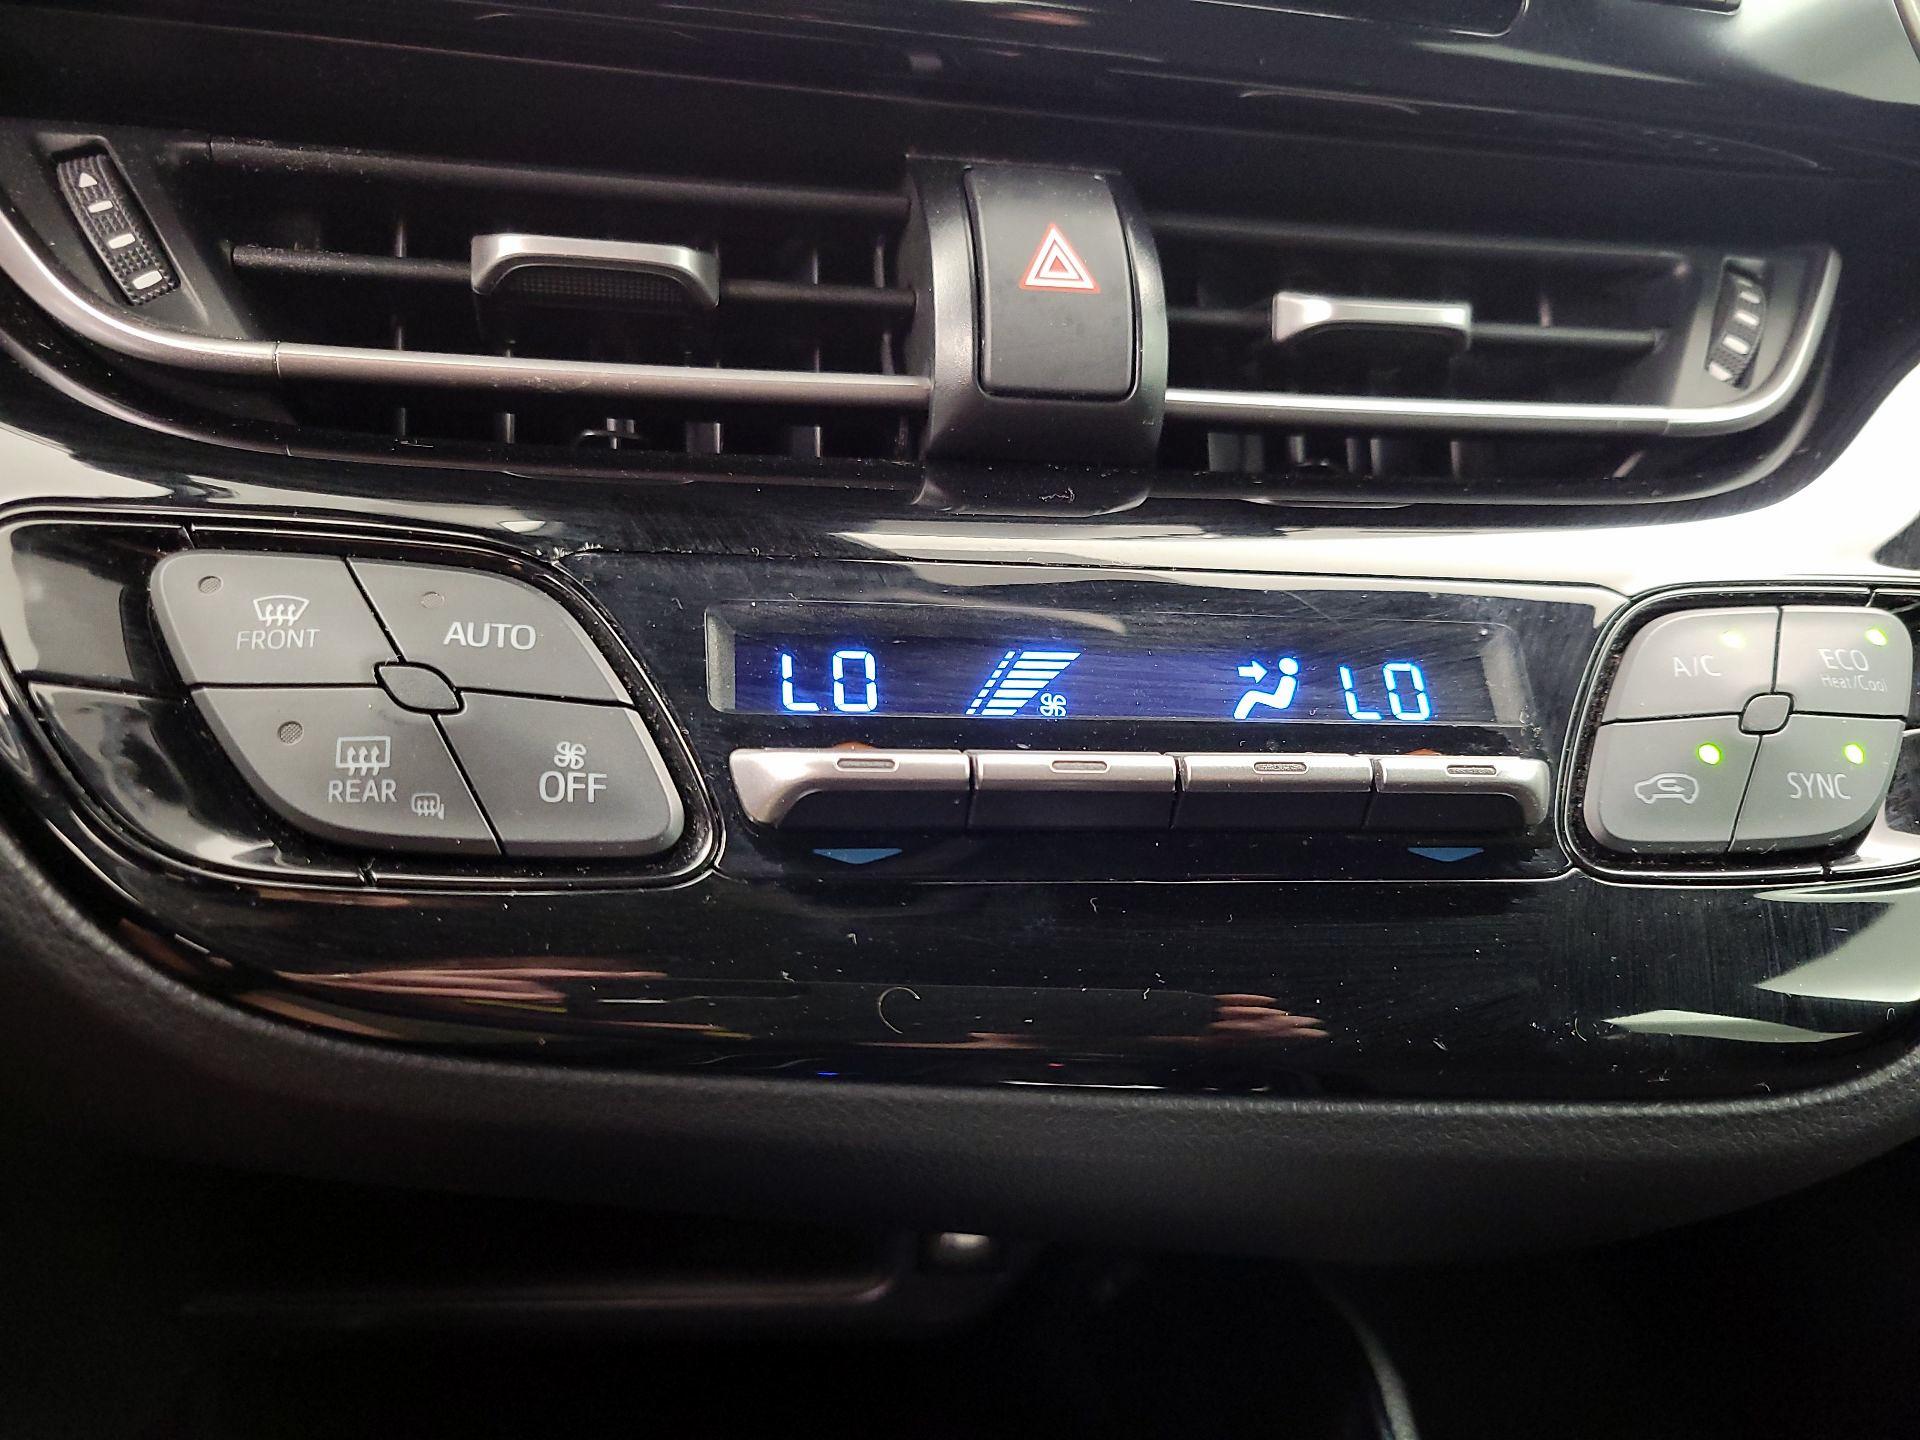 FRONT
AUTO
REAR
OFF
LO
LO
A/C
ECO
Heat/Cool
SYNC